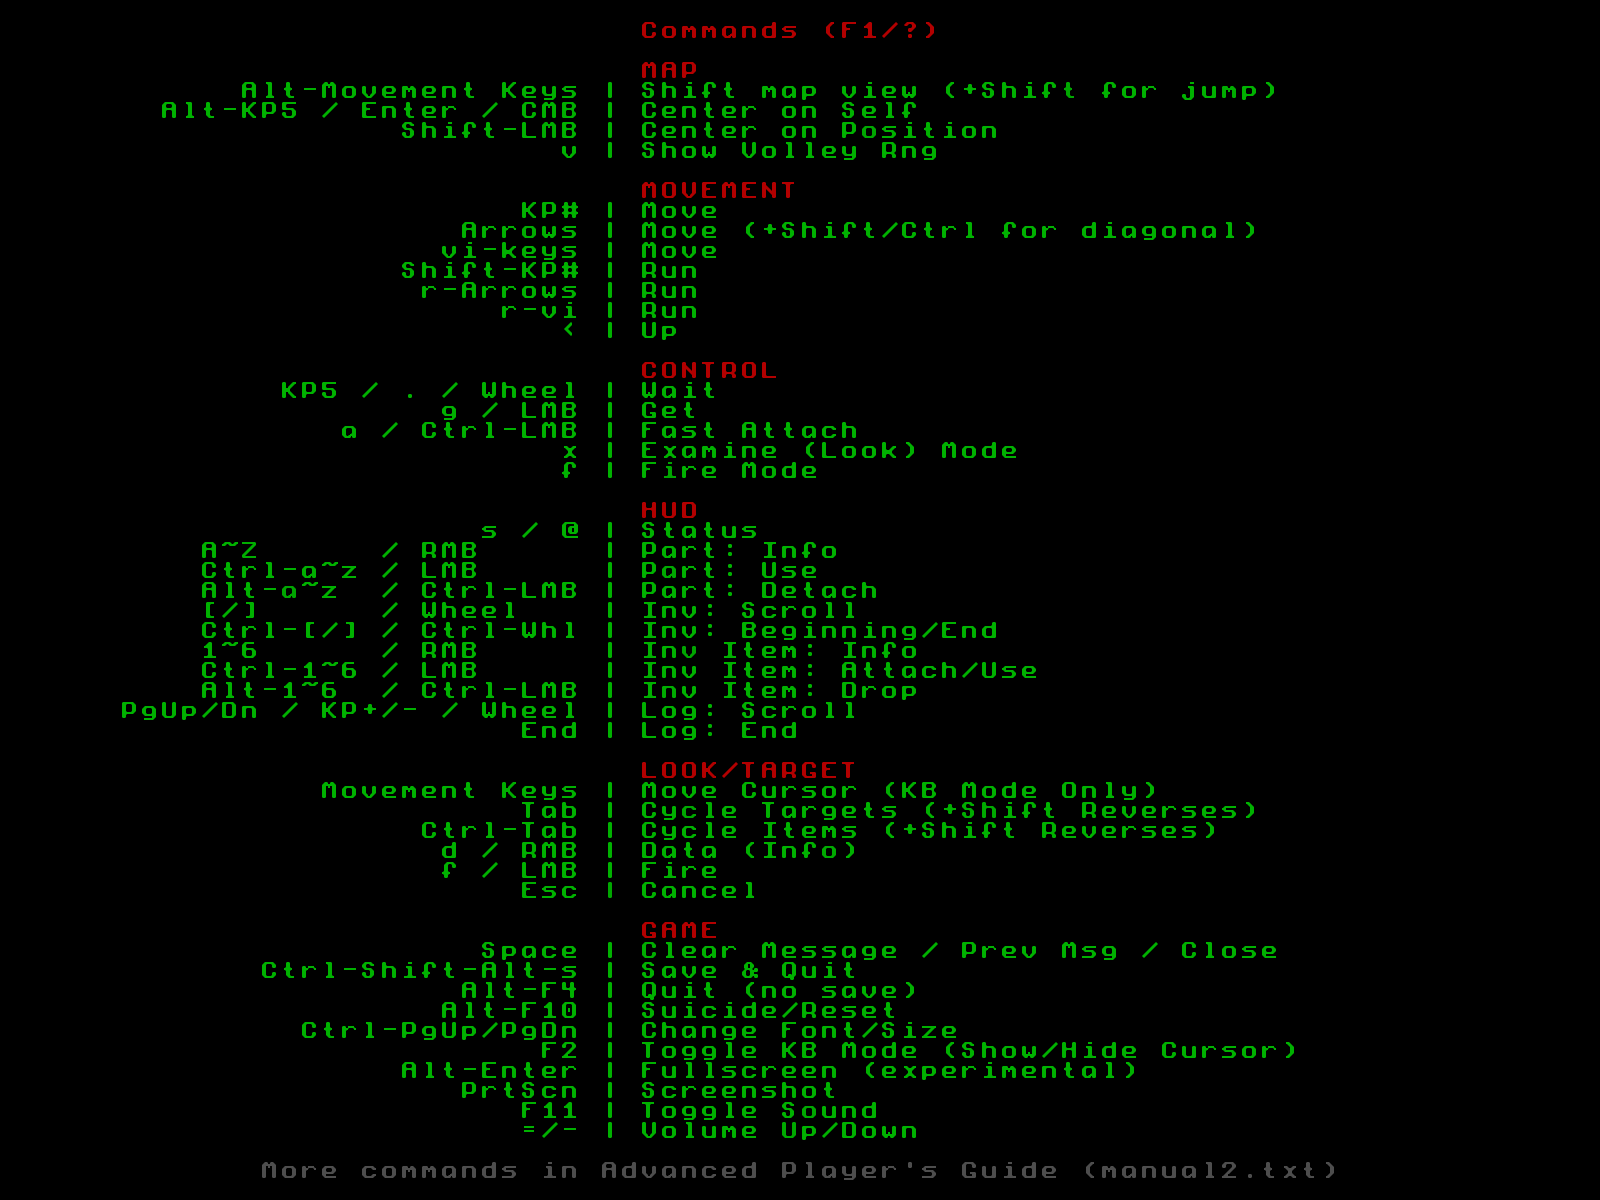 Commands (F1/?)
MAP
Alt-Movement Keys | Shift map view (+Shift for jump)
Alt-KP5 / Enter / CMB | Center on Self
Shift-LMB | Center on Position
v | Show Volley Rng
MOVEMENT
KP# | Move
Arrows | Move (+Shift/Ctrl for diagonal)
vi-keys | Move
Shift-KP# | Run
r-Arrows | Run
r-vi | Run
< | Up
CONTROL
KP5 / . / Wheel | Wait
g / LMB | Get
a / Ctrl-LMB | Fast Attach
x | Examine (Look) Mode
f | Fire Mode
HUD
s / @ | Status
A~Z / RMB | Part: Info
Ctrl-a~z / LMB | Part: Use
Alt-a~z / Ctrl-LMB | Part: Detach
[/] / Wheel | Inv: Scroll
Ctrl-[/] / Ctrl-Whl | Inv: Beginning/End
1~6 / RMB | Inv Item: Info
Ctrl-1~6 / LMB | Inv Item: Attach/Use
Alt-1~6 / Ctrl-LMB | Inv Item: Drop
PgUp/Dn / KP+/- / Wheel | Log: Scroll
End | Log: End
LOOK/TARGET
Movement Keys | Move Cursor (KB Mode Only)
Tab | Cycle Targets (+Shift Reverses)
Ctrl-Tab | Cycle Items (+Shift Reverses)
d / RMB | Data (Info)
f / LMB | Fire
Esc | Cancel
GAME
Space | Clear Message / Prev Msg / Close
Ctrl-Shift-Alt-s | Save & Quit
Alt-F4 | Quit (no save)
Alt-F10 | Suicide/Reset
Ctrl-PgUp/PgDn | Change Font/Size
F2 | Toggle KB Mode (Show/Hide Cursor)
Alt-Enter | Fullscreen (experimental)
PrtScn | Screenshot
F11 | Toggle Sound
=/- | Volume Up/Down
More commands in Advanced Player's Guide (manual2.txt)